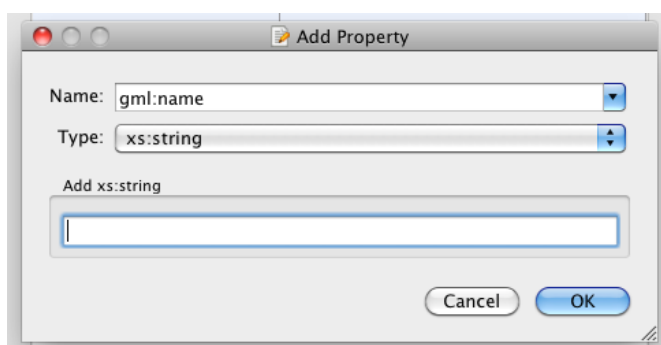 Add Property
Name: gml:name
Type: xs:string
Add xs:string
Cancel OK